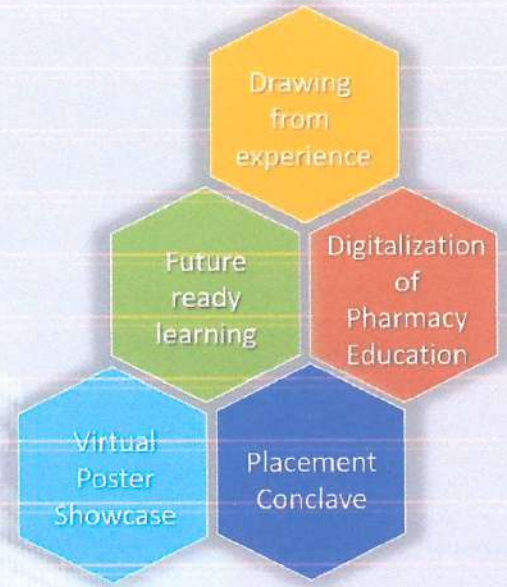 Drawing
from
experience
Future
ready
learning
Digitalization
of
Pharmacy
Education
Virtual
Poster
Showcase
Placement
Conclave